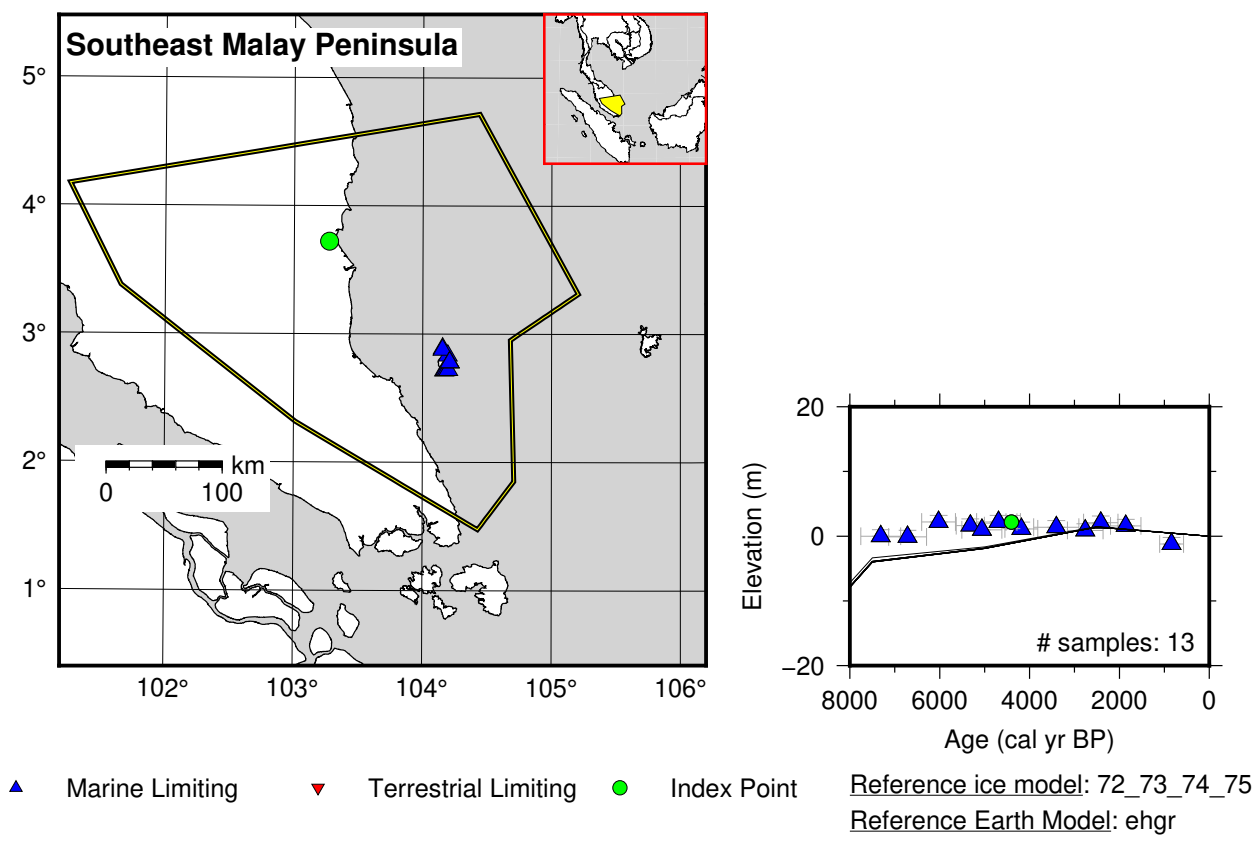 Southeast Malay Peninsula
5°
4°
3°
2°
1°
km
0 100
102° 103° 104° 105° 106°
20
0
−20
Elevation (m)
# samples: 13
8000 6000 4000 2000 0
Age (cal yr BP)
Marine Limiting Terrestrial Limiting Index Point
Reference ice model: 72_73_74_75
Reference Earth Model: ehgr